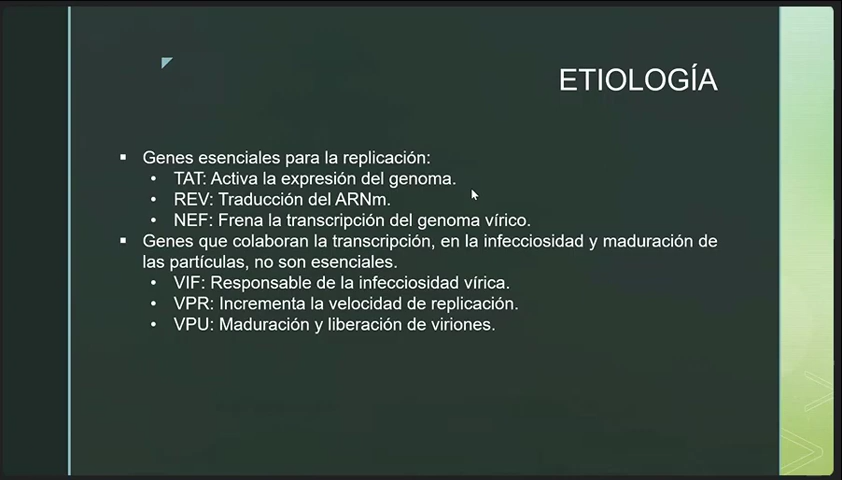 ETIOLOGÍA
▪ Genes esenciales para la replicación:
• TAT: Activa la expresión del genoma.
• REV: Traducción del ARNm.
• NEF: Frena la transcripción del genoma vírico.
▪ Genes que colaboran la transcripción, en la infecciosidad y maduración de
las partículas, no son esenciales.
• VIF: Responsable de la infecciosidad vírica.
• VPR: Incrementa la velocidad de replicación.
• VPU: Maduración y liberación de viriones.